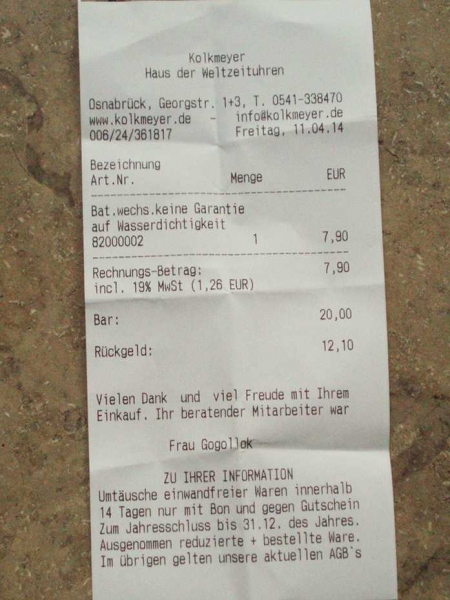 Kolkmeyer
Haus der Weltzeituhren
Osnabrück, Georgstr. 1+3, T. 0541-338470
www.kolkmeyer.de - info@kolkmeyer.de
006/24/361817 Freitag, 11.04.14
Bezeichnung
Art.Nr. Menge EUR
Bat.wechs.keine Garantie
auf Wasserdichtigkeit
82000002 1 7,90
Rechnungs-Betrag: 7,90
incl. 19% MwSt (1,26 EUR)
Bar: 20,00
Rückgeld: 12,10
Vielen Dank und viel Freude mit Ihrem
Einkauf. Ihr beratender Mitarbeiter war
Frau Gogollok
ZU IHRER INFORMATION
Umtäusche einwandfreier Waren innerhalb
14 Tagen nur mit Bon und gegen Gutschein
Zum Jahresschluss bis 31.12. des Jahres.
Ausgenommen reduzierte + bestellte Ware.
Im übrigen gelten unsere aktuellen AGB`s